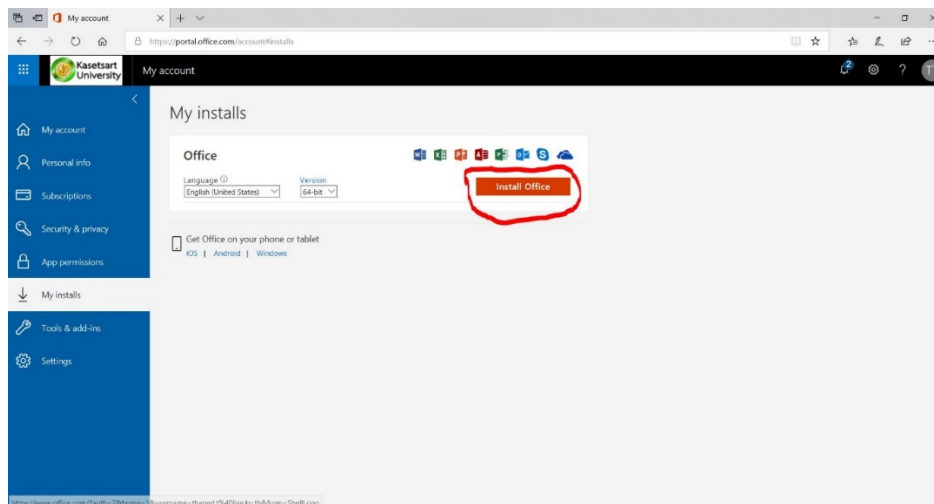 My account
https://portal.office.com/account#installs
Kasetsart
University
My account
2
?
My installs
My account
Office
Personal info
Language
Version
English (United States)
64-bit
Install Office
Subscriptions
Security & privacy
Get Office on your phone or tablet
iOS | Android | Windows
App permissions
My installs
Tools & add-ins
Settings